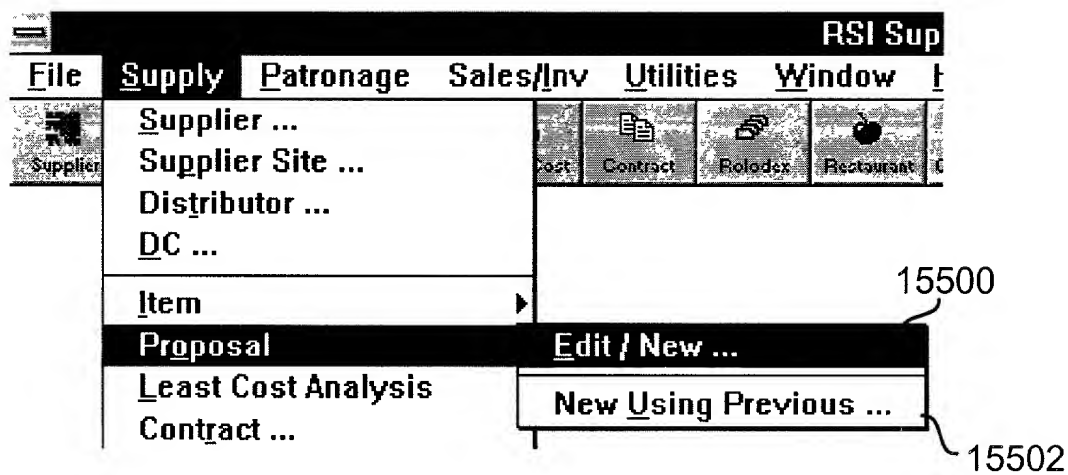 RSI Sup
File Supply Patronage Sales/Inv Utilities Window
Supplier Cost Contract Rolodex Restaurant
Supplier ...
Supplier Site ...
Distributor ...
DC ...
Item
Proposal
Least Cost Analysis
Contract ...
15500
Edit / New ...
New Using Previous ...
15502